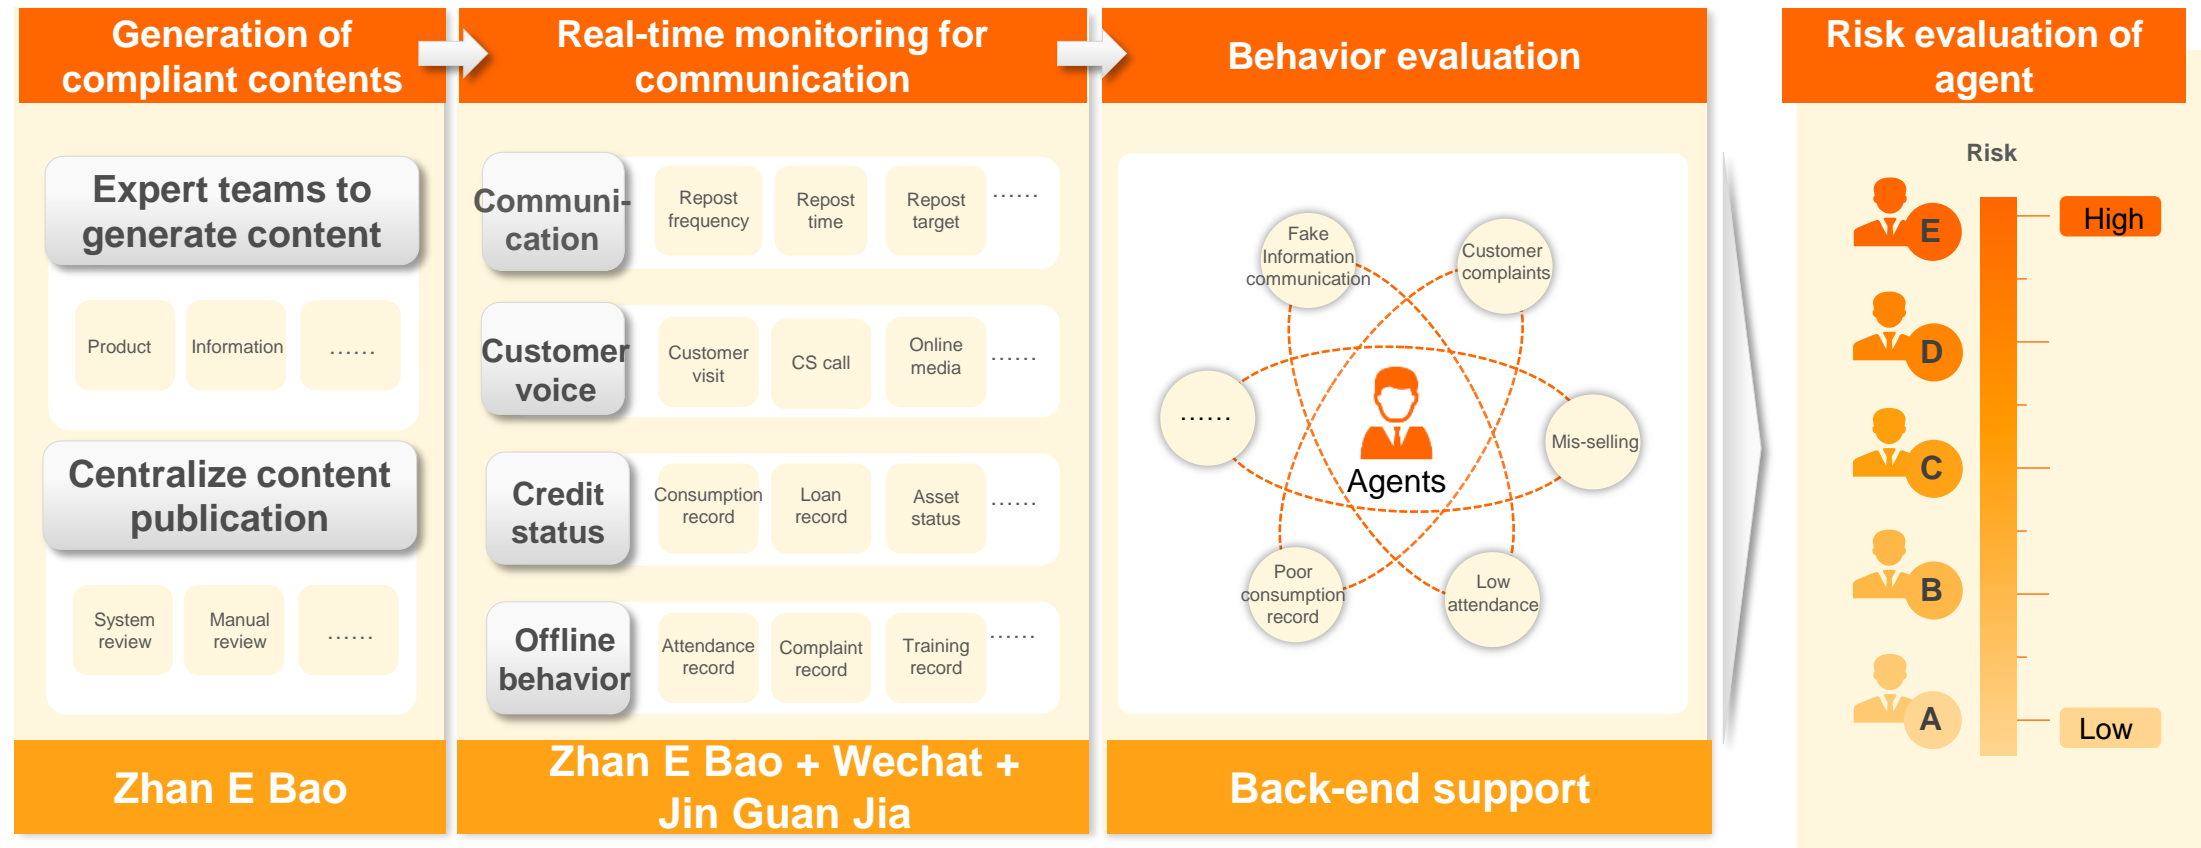 Generation of
compliant contents
Expert teams to
generate content
Product
Information
......
Centralize content
publication
System
review
Manual
review
......
Zhan E Bao
Real-time monitoring for
communication
Communi-
cation
Repost
frequency
Repost
time
Repost
target
......
Customer
voice
Customer
visit
CS call
Online
media
......
Credit
status
Consumption
record
Loan
record
Asset
status
......
Offline
behavior
Attendance
record
Complaint
record
Training
record
......
Zhan E Bao + Wechat +
Jin Guan Jia
Behavior evaluation
Fake
Information
communication
Customer
complaints
......
Agents
Mis-selling
Poor
consumption
record
Low
attendance
Back-end support
Risk evaluation of
agent
Risk
E
High
D
C
B
A
Low